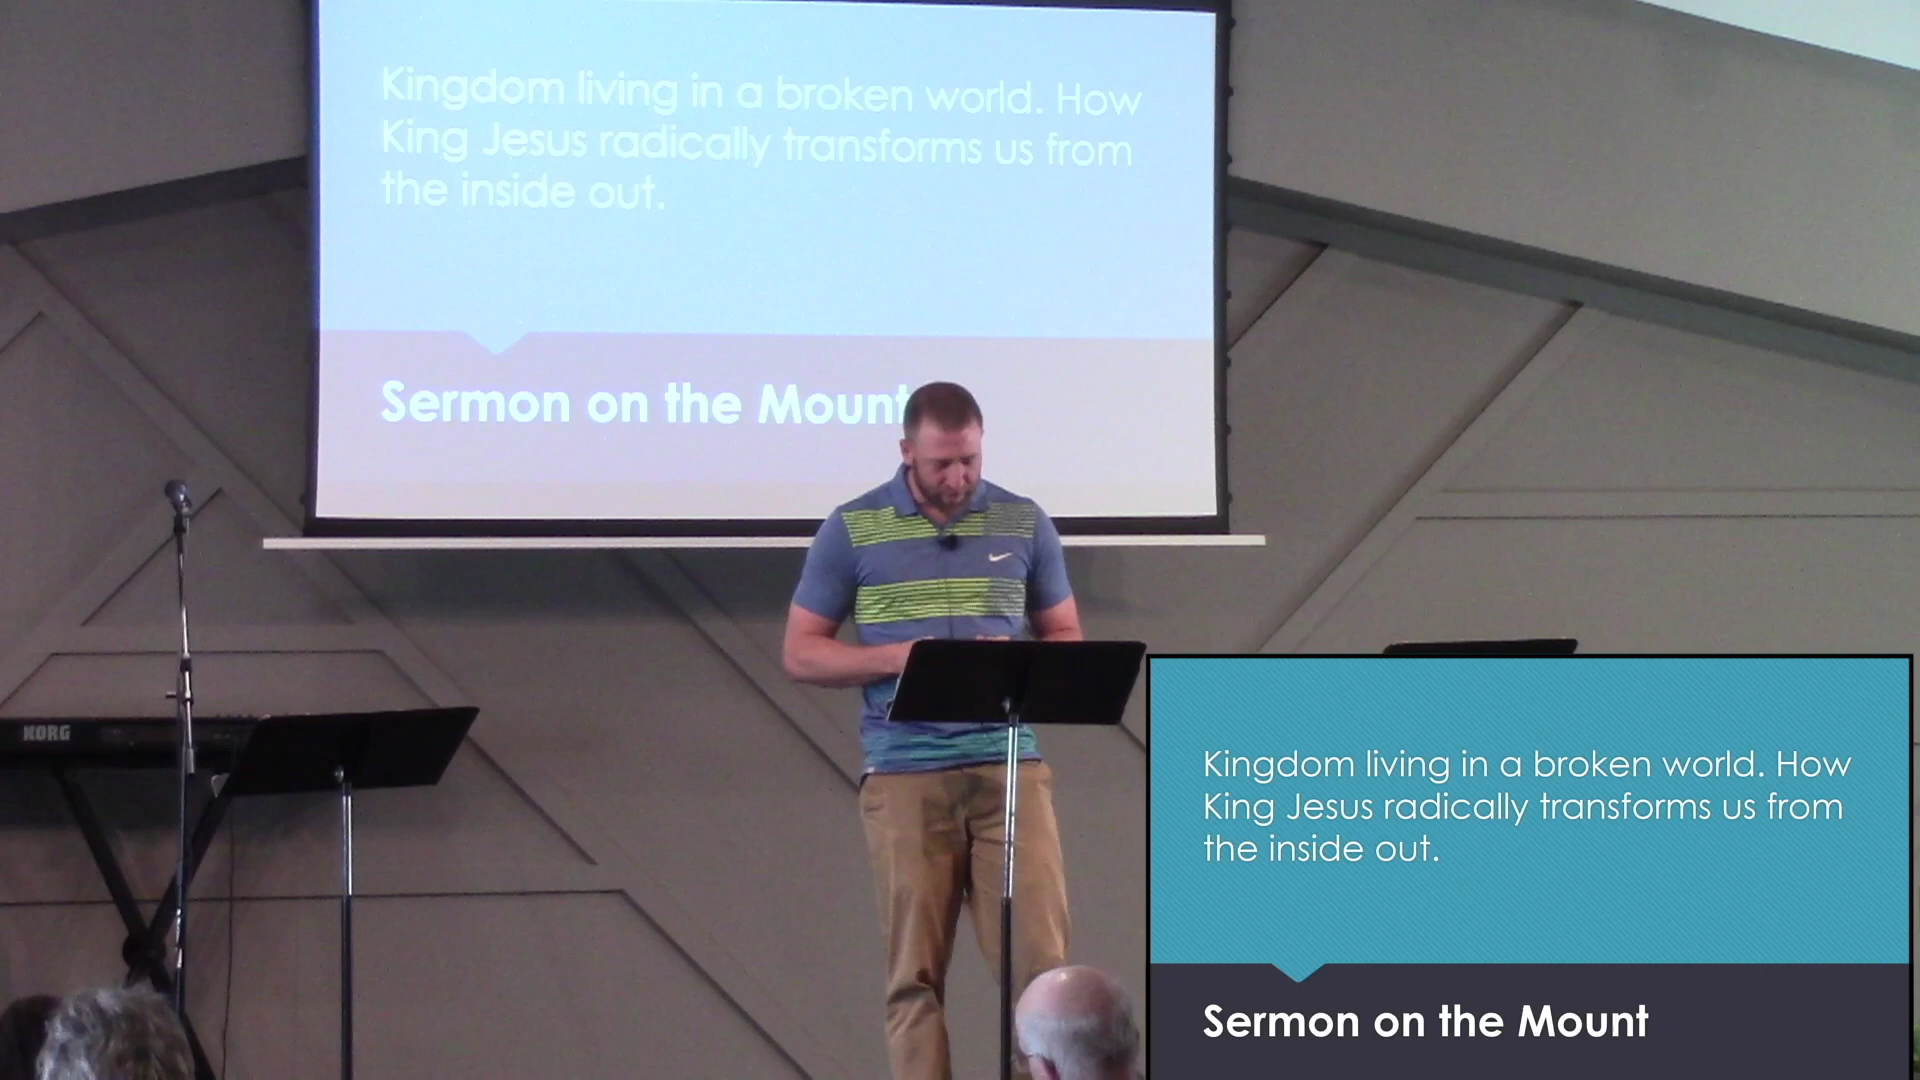 Kingdom living in a broken world. How
King Jesus radically transforms us from
the inside out.
Sermon on the Mount
KORG
Kingdom living in a broken world. How
King Jesus radically transforms us from
the inside out.
Sermon on the Mount